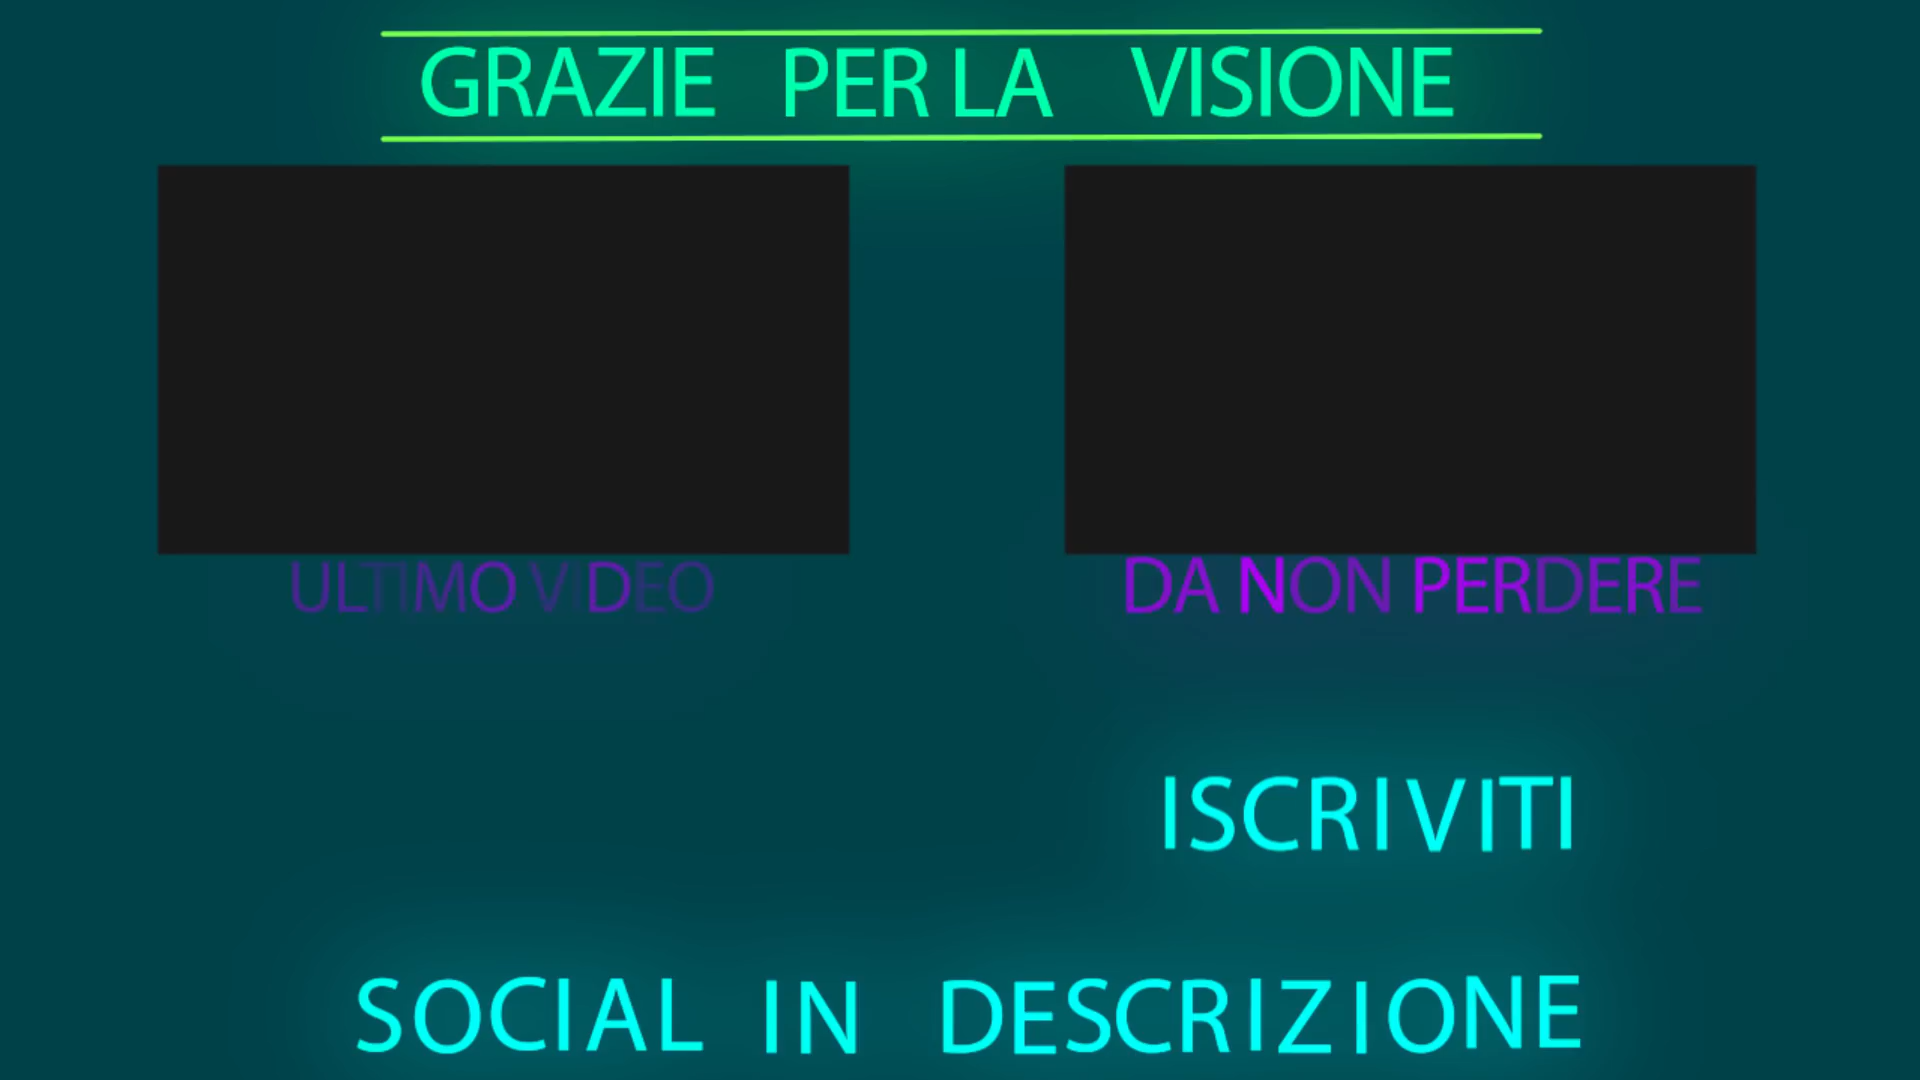 GRAZIE PER LA VISIONE
ULTIMO VIDEO
DA NON PERDERE
ISCRIVITI
SOCIAL IN DESCRIZIONE